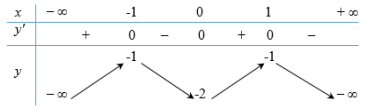 x -∞ -1 0 1 +∞
y' + 0 - 0 + 0 -
-1 -1
y
-∞ -2 -∞